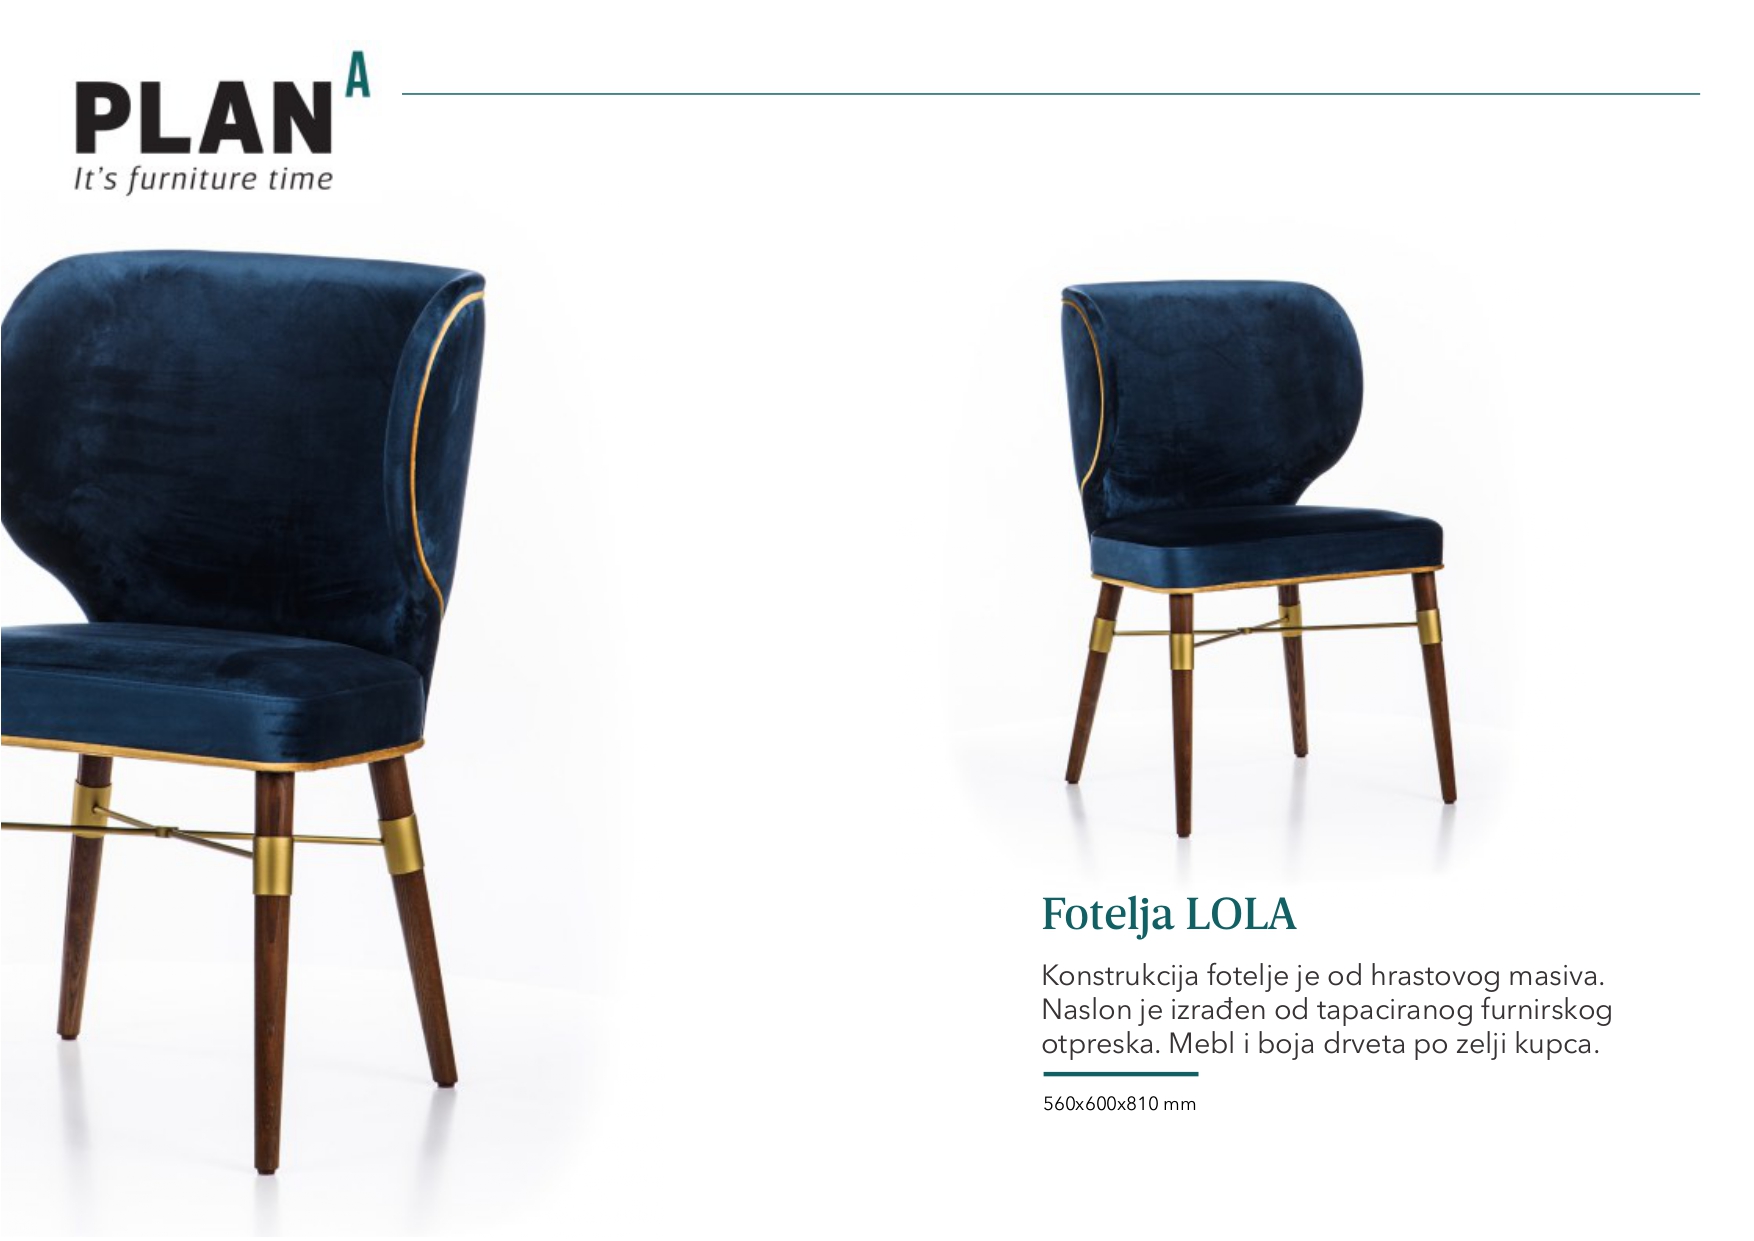 PLAN A
It's furniture time
Fotelja LOLA
Konstrukcija fotelje je od hrastovog masiva.
Naslon je izrađen od tapaciranog furnirskog
otpreska. Mebl i boja drveta po zelji kupca.
560x600x810 mm